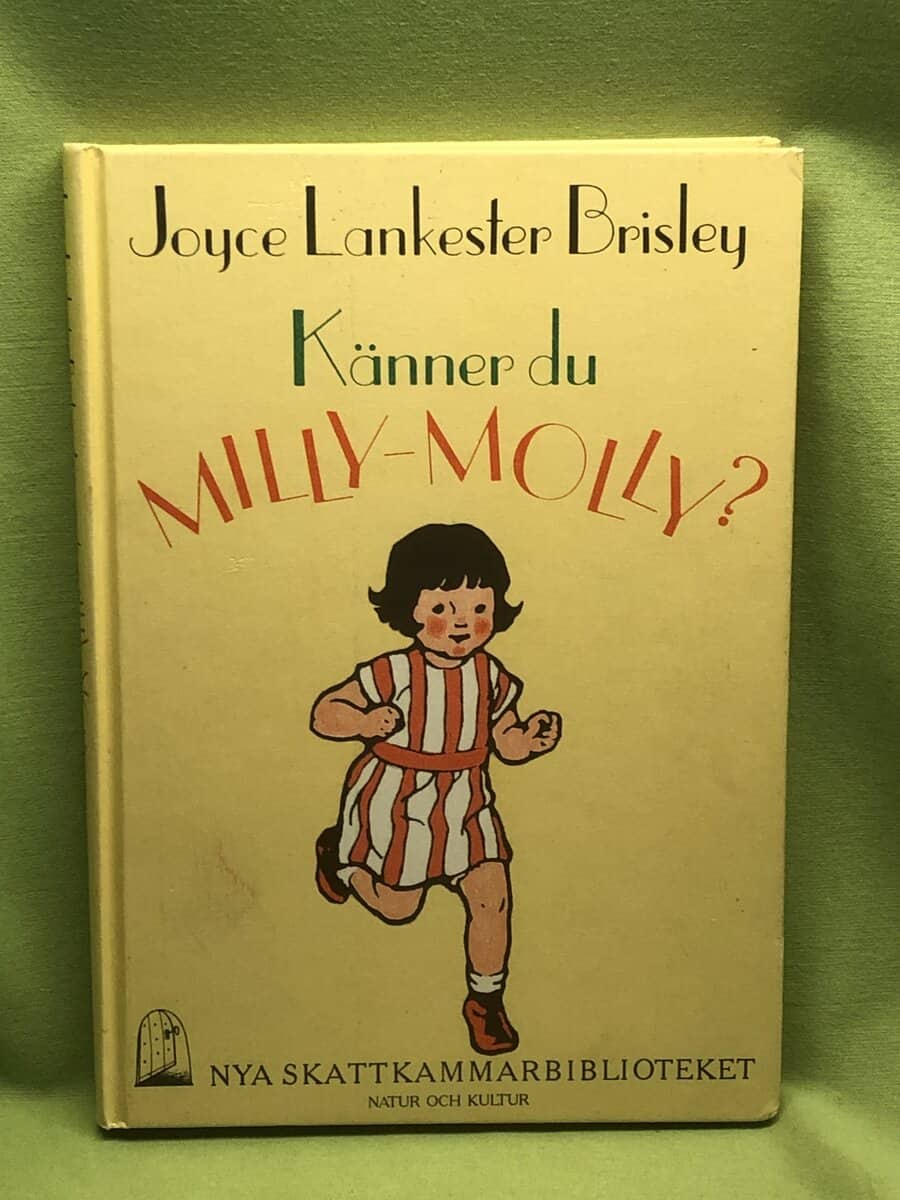 Joyce Lankester Brisley
Känner du
MILLY-MOLLY?
NYA SKATTKAMMARBIBLIOTEKET
NATUR OCH KULTUR